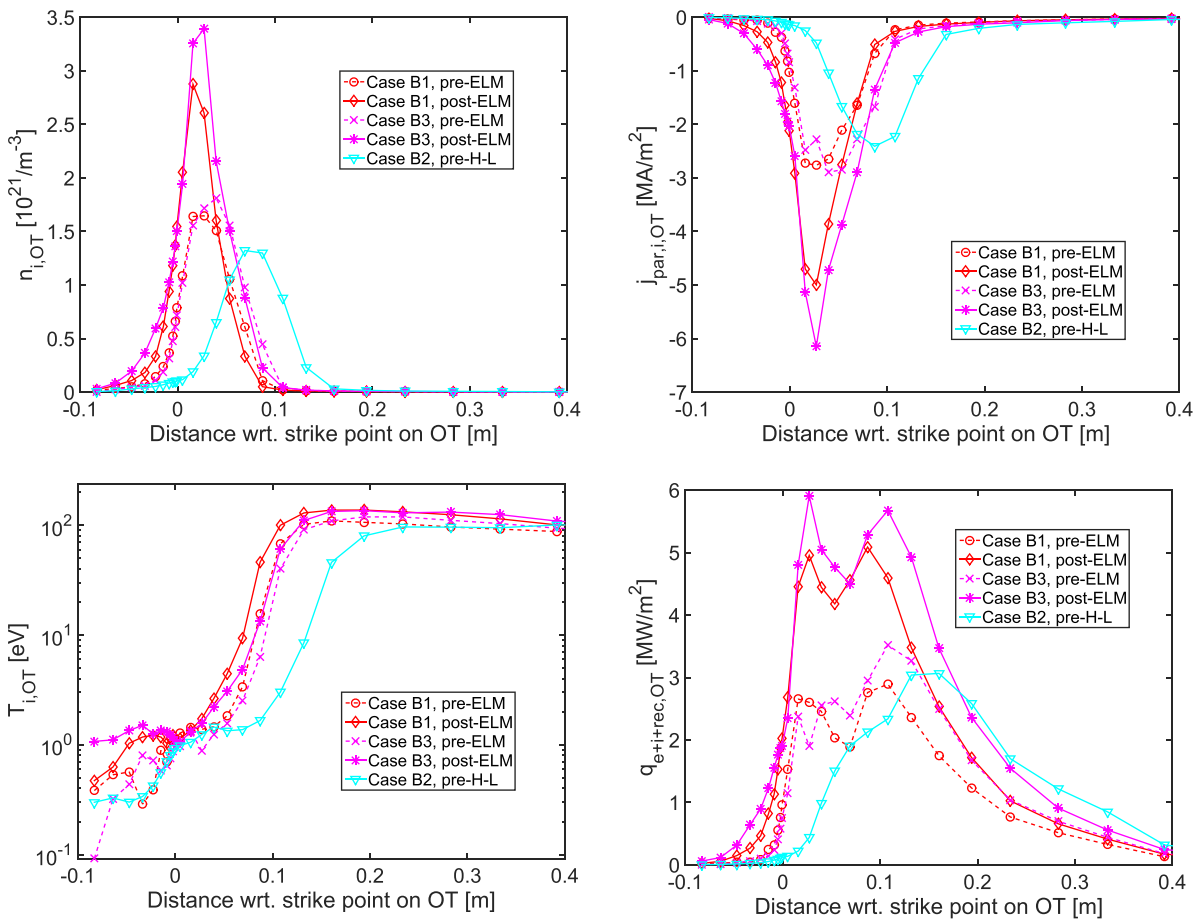 n_i,OT [10^21/m^-3]
3.5
3
2.5
2
1.5
1
0.5
0
-0.1
0
0.1
0.2
0.3
0.4
Distance wrt. strike point on OT [m]
Case B1, pre-ELM
Case B1, post-ELM
Case B3, pre-ELM
Case B3, post-ELM
Case B2, pre-H-L
j_par,i,OT [MA/m^2]
0
-1
-2
-3
-4
-5
-6
-7
-0.1
0
0.1
0.2
0.3
0.4
Distance wrt. strike point on OT [m]
Case B1, pre-ELM
Case B1, post-ELM
Case B3, pre-ELM
Case B3, post-ELM
Case B2, pre-H-L
T_i,OT [eV]
10^2
10^1
10^0
10^-1
-0.1
0
0.1
0.2
0.3
0.4
Distance wrt. strike point on OT [m]
Case B1, pre-ELM
Case B1, post-ELM
Case B3, pre-ELM
Case B3, post-ELM
Case B2, pre-H-L
q_e+i+rec,OT [MW/m^2]
6
5
4
3
2
1
0
-0.1
0
0.1
0.2
0.3
0.4
Distance wrt. strike point on OT [m]
Case B1, pre-ELM
Case B1, post-ELM
Case B3, pre-ELM
Case B3, post-ELM
Case B2, pre-H-L